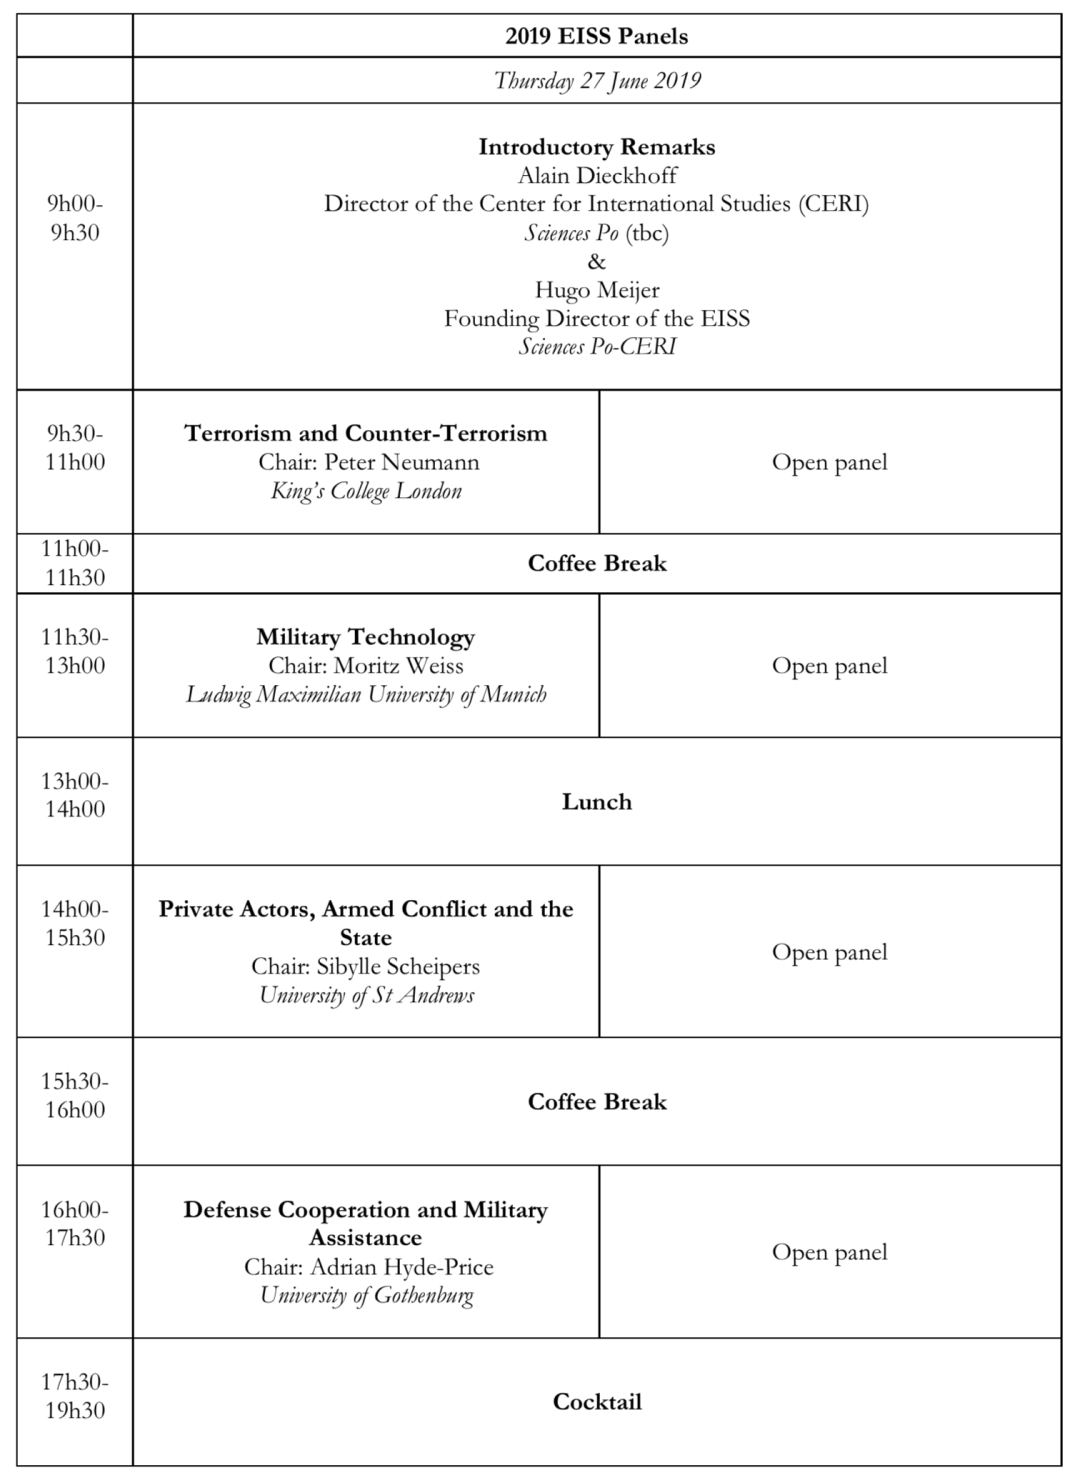 2019 EISS Panels
Thursday 27 June 2019
9h00-
9h30
Introductory Remarks
Alain Dieckhoff
Director of the Center for International Studies (CERI)
Sciences Po (tbc)
&
Hugo Meijer
Founding Director of the EISS
Sciences Po-CERI
9h30-
11h00
Terrorism and Counter-Terrorism
Chair: Peter Neumann
King's College London
Open panel
11h00-
11h30
Coffee Break
11h30-
13h00
Military Technology
Chair: Moritz Weiss
Ludwig Maximilian University of Munich
Open panel
13h00-
14h00
Lunch
14h00-
15h30
Private Actors, Armed Conflict and the
State
Chair: Sibylle Scheipers
University of St Andrews
Open panel
15h30-
16h00
Coffee Break
16h00-
17h30
Defense Cooperation and Military
Assistance
Chair: Adrian Hyde-Price
University of Gothenburg
Open panel
17h30-
19h30
Cocktail